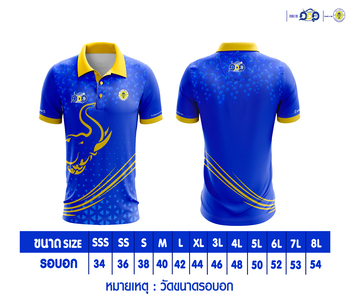 ขนาด SIZE SSS SS S M L XL 3L 4L 5L 6L 7L 8L
รอบอก 34 36 38 40 42 44 46 48 50 52 53 54
หมายเหตุ : วัดขนาดรอบอก